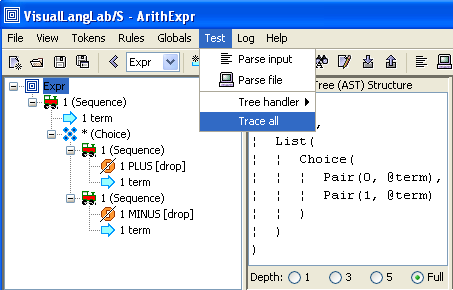 VisualLangLab/S - ArithExpr
File View Tokens Rules Globals Test Log Help
Expr
Parse input
Parse file
Tree handler
Trace all
Expr
1 (Sequence)
1 term
* (Choice)
1 (Sequence)
1 PLUS [drop]
1 term
1 (Sequence)
1 MINUS [drop]
1 term
Tree (AST) Structure
,
¦ List(
¦ ¦ Choice(
¦ ¦ ¦ Pair(0, @term),
¦ ¦ ¦ Pair(1, @term)
¦ ¦ )
¦ )
)
Depth: 1 3 5 Full